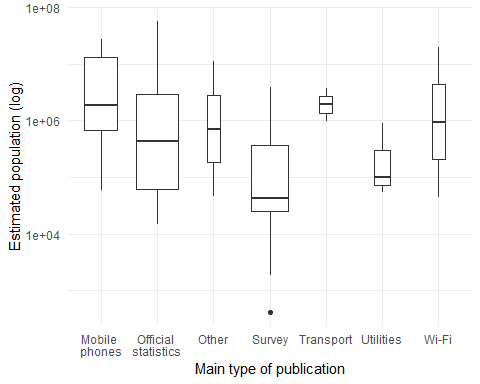 1e+08
1e+06
1e+04
Estimated population (log)
Mobile phones
Official statistics
Other
Survey
Transport
Utilities
Wi-Fi
Main type of publication